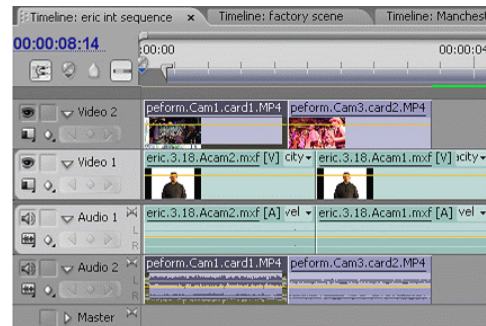 Timeline: eric int sequence x Timeline: factory scene Timeline: Manchest
00:00:08:14 :00:00 00:00:04
Video 2 peform.Cam1.card1.MP4 peform.Cam3.card2.MP4
Video 1 eric.3.18.Acam2.mxf [V] city eric.3.18.Acam1.mxf [V] icity
Audio 1 eric.3.18.Acam2.mxf [A] vel eric.3.18.Acam1.mxf [A] vel
L
R
Audio 2 peform.Cam1.card1.MP4 peform.Cam3.card2.MP4
L
R
Master